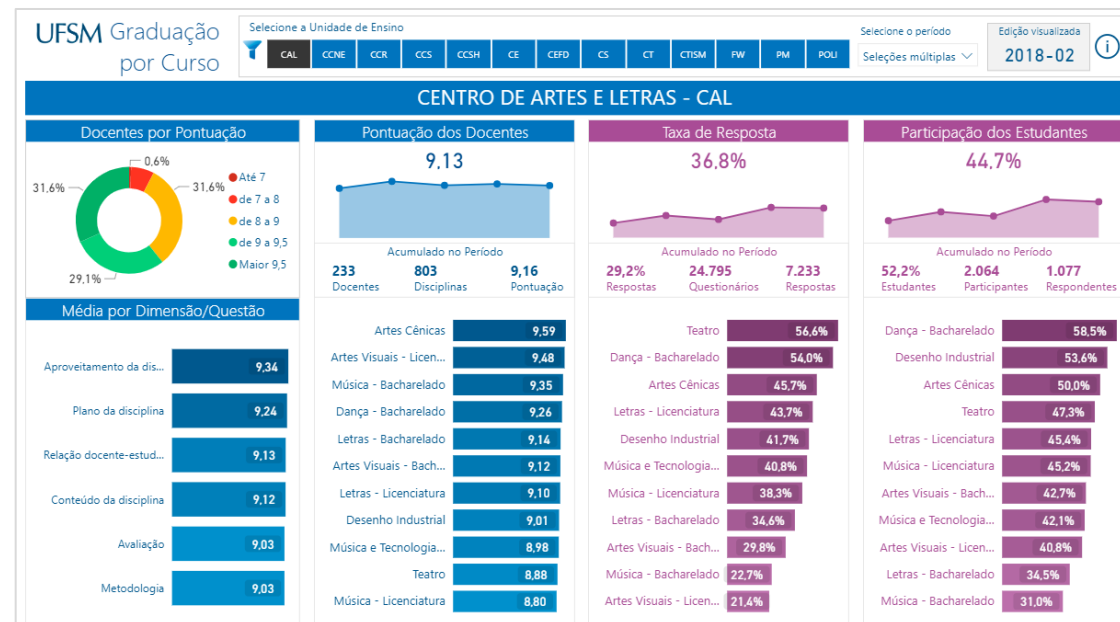 UFSM Graduação
por Curso
Selecione a Unidade de Ensino
CAL CCNE CCR CCS CCSH CE CEFD CS CT CTISM FW PM POLI
Selecione o período
Seleções múltiplas
Edição visualizada
2018-02
i
CENTRO DE ARTES E LETRAS - CAL
Docentes por Pontuação
0,6%
31,6%
31,6%
29,1%
Até 7
de 7 a 8
de 8 a 9
de 9 a 9,5
Maior 9,5
Média por Dimensão/Questão
Aproveitamento da dis... 9,34
Plano da disciplina 9,24
Relação docente-estud... 9,13
Conteúdo da disciplina 9,12
Avaliação 9,03
Metodologia 9,03
Pontuação dos Docentes
9,13
Acumulado no Período
233 803 9,16
Docentes Disciplinas Pontuação
Artes Cênicas 9,59
Artes Visuais - Licen... 9,48
Música - Bacharelado 9,35
Dança - Bacharelado 9,26
Letras - Bacharelado 9,14
Artes Visuais - Bach... 9,12
Letras - Licenciatura 9,10
Desenho Industrial 9,01
Música e Tecnologia... 8,98
Teatro 8,88
Música - Licenciatura 8,80
Taxa de Resposta
36,8%
Acumulado no Período
29,2% 24.795 7.233
Respostas Questionários Respostas
Teatro 56,6%
Dança - Bacharelado 54,0%
Artes Cênicas 45,7%
Letras - Licenciatura 43,7%
Desenho Industrial 41,7%
Música e Tecnologia... 40,8%
Música - Licenciatura 38,3%
Letras - Bacharelado 34,6%
Artes Visuais - Bach... 29,8%
Música - Bacharelado 22,7%
Artes Visuais - Licen... 21,4%
Participação dos Estudantes
44,7%
Acumulado no Período
52,2% 2.064 1.077
Estudantes Participantes Respondentes
Dança - Bacharelado 58,5%
Desenho Industrial 53,6%
Artes Cênicas 50,0%
Teatro 47,3%
Letras - Licenciatura 45,4%
Música - Licenciatura 45,2%
Artes Visuais - Bach... 42,7%
Música e Tecnologia... 42,1%
Artes Visuais - Licen... 40,8%
Letras - Bacharelado 34,5%
Música - Bacharelado 31,0%